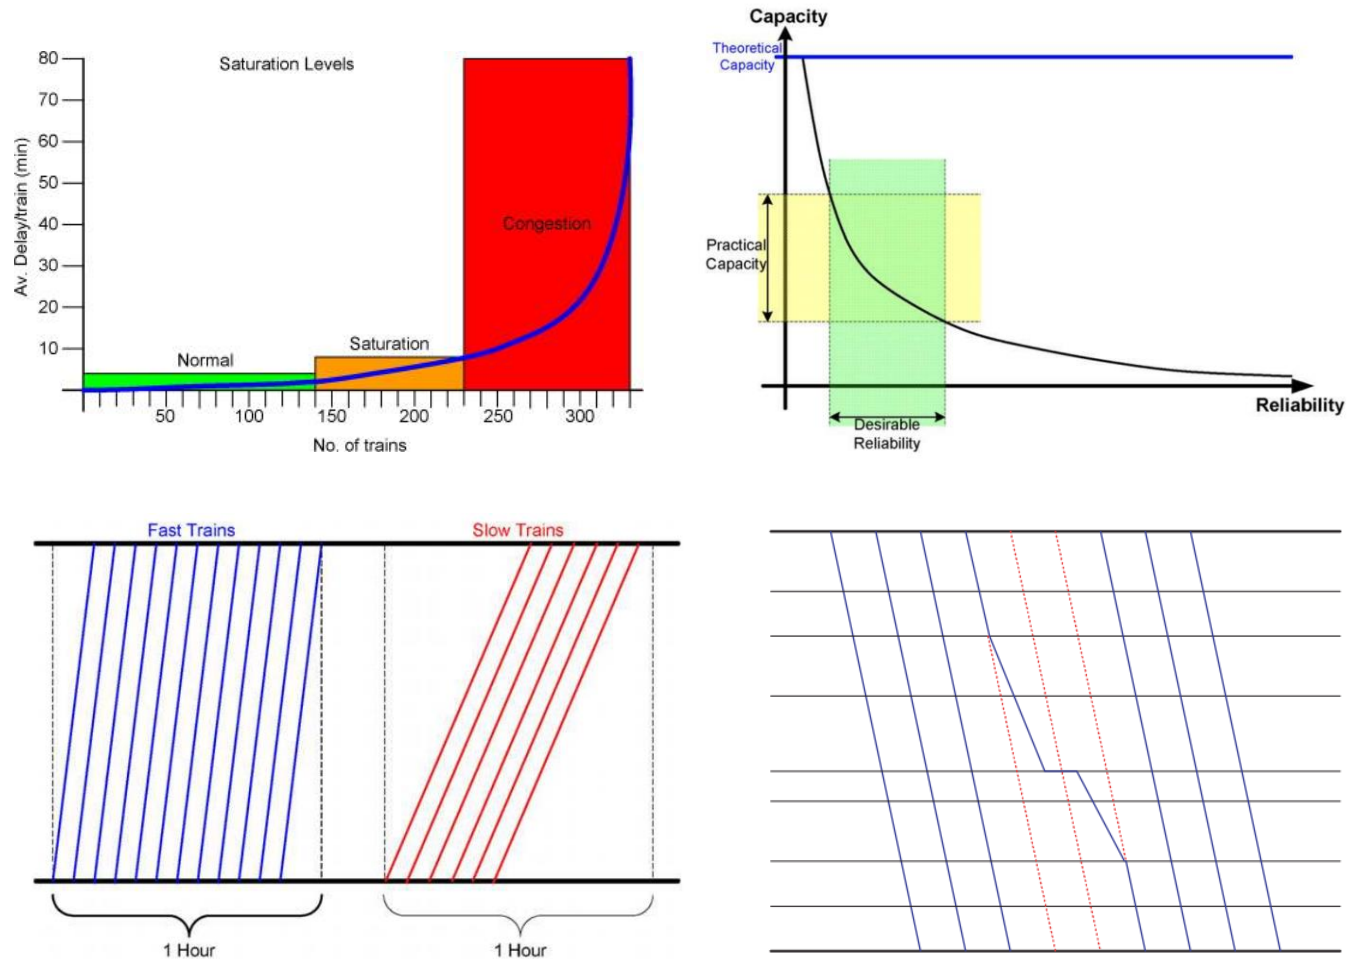 Saturation Levels
80
70
60
50
40
30
20
10
Av. Delay/train (min)
Normal
Saturation
Congestion
50
100
150
200
250
300
No. of trains
Capacity
Theoretical
Capacity
Practical
Capacity
Desirable
Reliability
Reliability
Fast Trains
Slow Trains
1 Hour
1 Hour